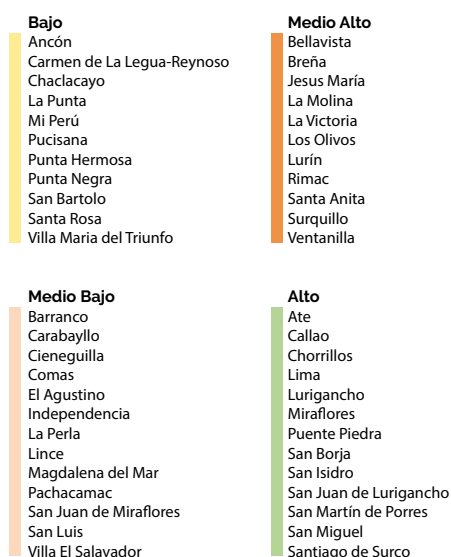 Bajo
Ancón
Carmen de La Legua-Reynoso
Chaclacayo
La Punta
Mi Perú
Pucisana
Punta Hermosa
Punta Negra
San Bartolo
Santa Rosa
Villa Maria del Triunfo
Medio Alto
Bellavista
Breña
Jesus María
La Molina
La Victoria
Los Olivos
Lurín
Rimac
Santa Anita
Surquillo
Ventanilla
Medio Bajo
Barranco
Carabayllo
Cieneguilla
Comas
El Agustino
Independencia
La Perla
Lince
Magdalena del Mar
Pachacamac
San Juan de Miraflores
San Luis
Villa El Salavador
Alto
Ate
Callao
Chorrillos
Lima
Lurigancho
Miraflores
Puente Piedra
San Borja
San Isidro
San Juan de Lurigancho
San Martín de Porres
San Miguel
Santiago de Surco